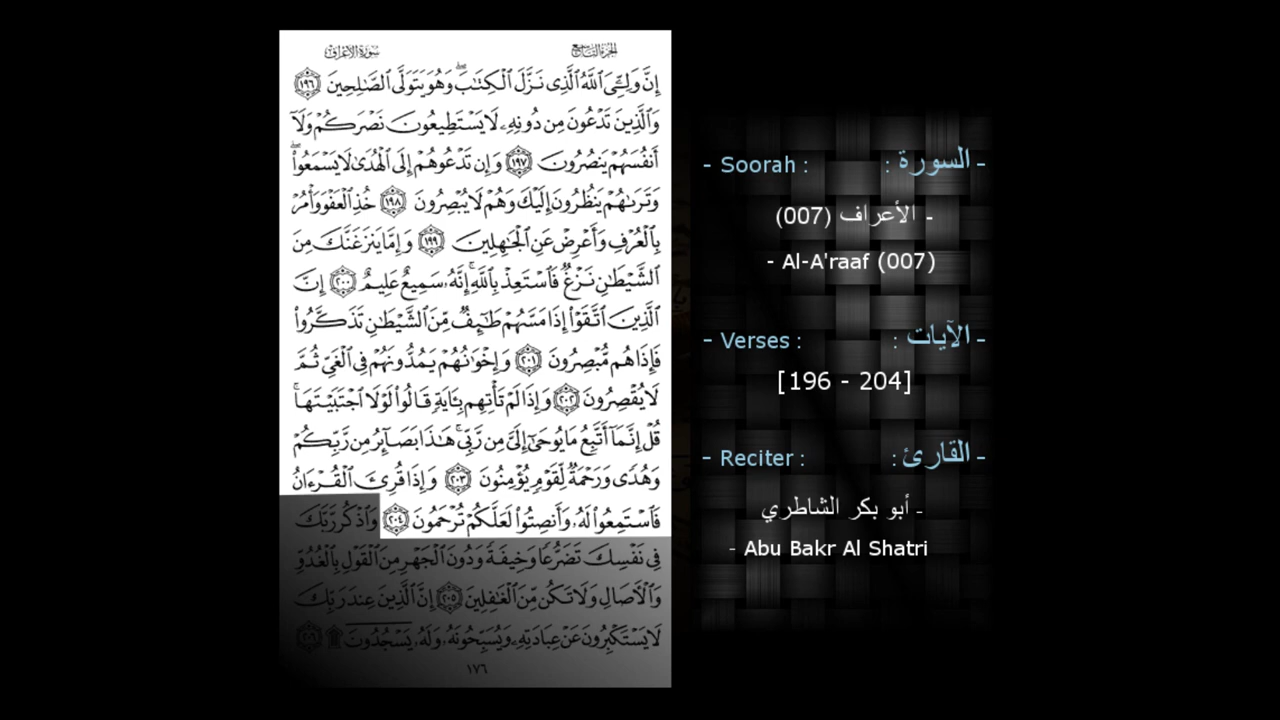 الجزء التاسع
سورة الأعراف
إِنَّ وَلِـِّۧيَ ٱللَّهُ ٱلَّذِي نَزَّلَ ٱلْكِتَٰبَۖ وَهُوَ يَتَوَلَّى ٱلصَّٰلِحِينَ ١٩٦
وَٱلَّذِينَ تَدْعُونَ مِن دُونِهِۦ لَا يَسْتَطِيعُونَ نَصْرَكُمْ وَلَآ
أَنفُسَهُمْ يَنصُرُونَ ١٩٧ وَإِن تَدْعُوهُمْ إِلَى ٱلْهُدَىٰ لَا يَسْمَعُوا۟ۖ
وَتَرَىٰهُمْ يَنظُرُونَ إِلَيْكَ وَهُمْ لَا يُبْصِرُونَ ١٩٨ خُذِ ٱلْعَفْوَ وَأْمُرْ
بِٱلْعُرْفِ وَأَعْرِضْ عَنِ ٱلْجَٰهِلِينَ ١٩٩ وَإِمَّا يَنزَغَنَّكَ مِنَ
ٱلشَّيْطَٰنِ نَزْغٌ فَٱسْتَعِذْ بِٱللَّهِۚ إِنَّهُۥ سَمِيعٌ عَلِيمٌ ٢٠٠ إِنَّ
ٱلَّذِينَ ٱتَّقَوْا۟ إِذَا مَسَّهُمْ طَٰٓئِفٌ مِّنَ ٱلشَّيْطَٰنِ تَذَكَّرُوا۟
فَإِذَا هُم مُّبْصِرُونَ ٢٠١ وَإِخْوَٰنُهُمْ يَمُدُّونَهُمْ فِي ٱلْغَيِّ ثُمَّ
لَا يُقْصِرُونَ ٢٠٢ وَإِذَا لَمْ تَأْتِهِم بِـَٔايَةٍ قَالُوا۟ لَوْلَا ٱجْتَبَيْتَهَاۚ
قُلْ إِنَّمَآ أَتَّبِعُ مَا يُوحَىٰٓ إِلَيَّ مِن رَّبِّيۚ هَٰذَا بَصَآئِرُ مِن رَّبِّكُمْ
وَهُدًى وَرَحْمَةٌ لِّقَوْمٍ يُؤْمِنُونَ ٢٠٣ وَإِذَا قُرِئَ ٱلْقُرْءَانُ
فَٱسْتَمِعُوا۟ لَهُۥ وَأَنصِتُوا۟ لَعَلَّكُمْ تُرْحَمُونَ ٢٠٤ وَٱذْكُر رَّبَّكَ
فِي نَفْسِكَ تَضَرُّعًا وَخِيفَةً وَدُونَ ٱلْجَهْرِ مِنَ ٱلْقَوْلِ بِٱلْغُدُوِّ
وَٱلْءَاصَالِ وَلَا تَكُن مِّنَ ٱلْغَٰفِلِينَ ٢٠٥ إِنَّ ٱلَّذِينَ عِندَ رَبِّكَ
لَا يَسْتَكْبِرُونَ عَنْ عِبَادَتِهِۦ وَيُسَبِّحُونَهُۥ وَلَهُۥ يَسْجُدُونَ ۩ ٢٠٦
١٧٦
- Soorah : - السورة :
- الأعراف (007)
- Al-A'raaf (007)
- Verses : - الآيات :
[196 - 204]
- Reciter : - القارئ :
- أبو بكر الشاطري
- Abu Bakr Al Shatri